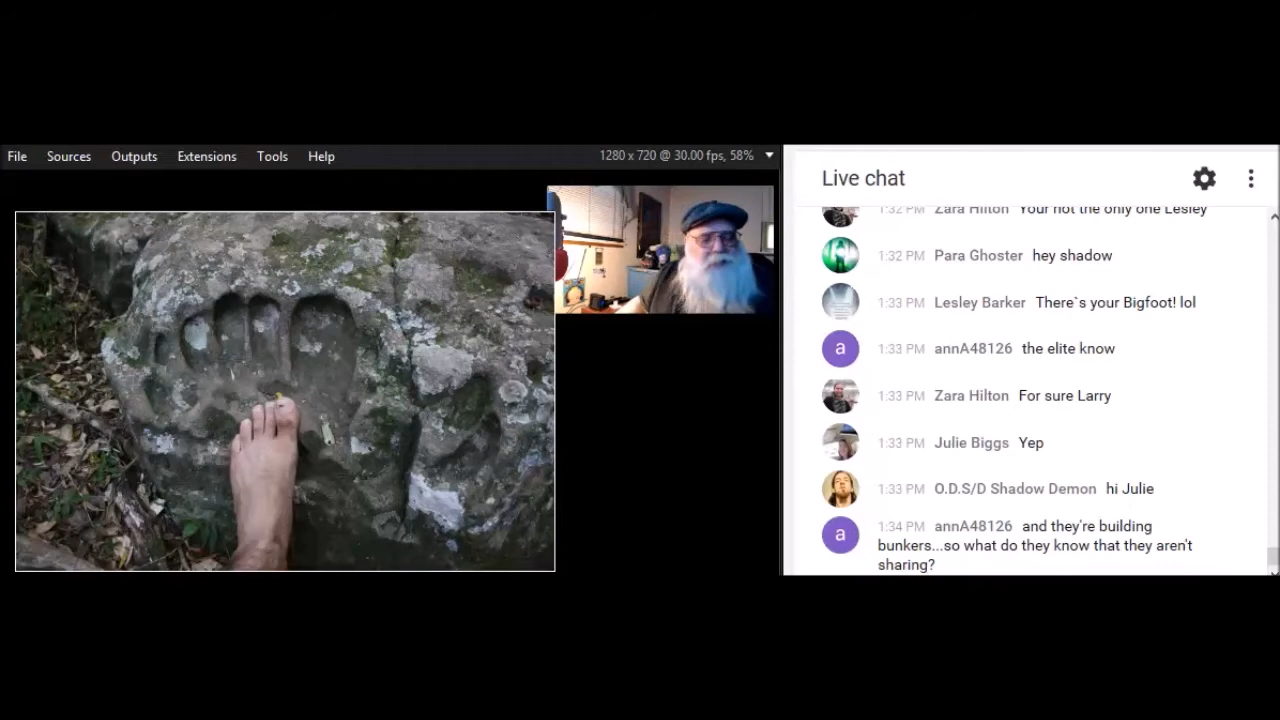 File Sources Outputs Extensions Tools Help
1280 x 720 @ 30.00 fps, 58%
Live chat
1:32 PM Zara Hilton Your not the only one Lesley
1:32 PM Para Ghoster hey shadow
1:33 PM Lesley Barker There`s your Bigfoot! lol
a
1:33 PM annA48126 the elite know
1:33 PM Zara Hilton For sure Larry
1:33 PM Julie Biggs Yep
1:33 PM O.D.S/D Shadow Demon hi Julie
a
1:34 PM annA48126 and they're building
bunkers...so what do they know that they aren't
sharing?